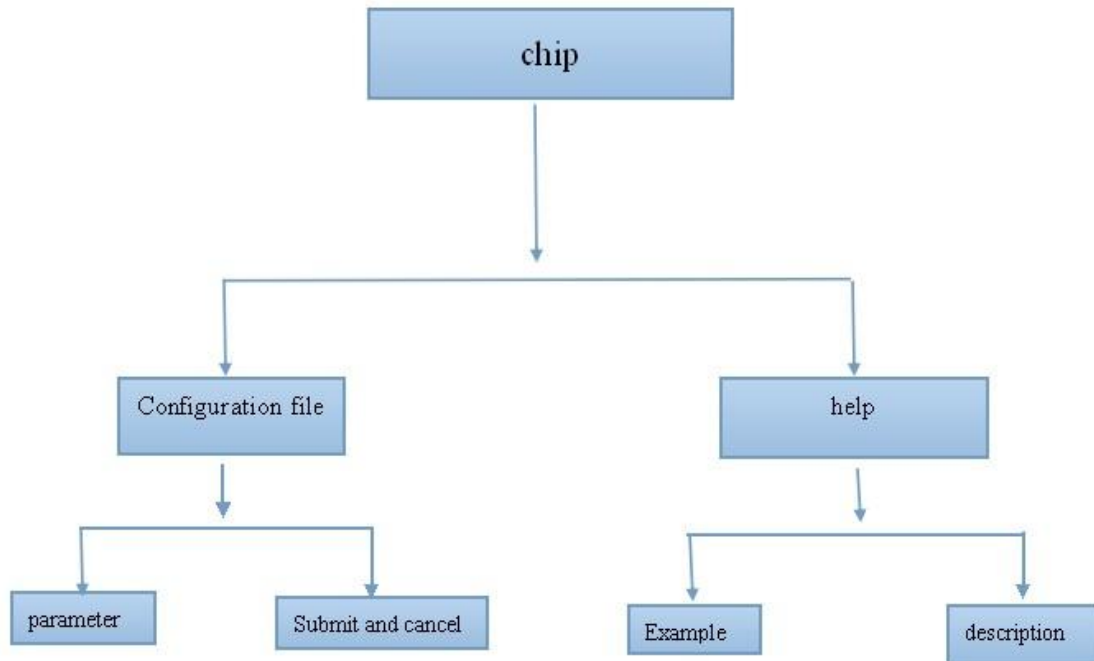 chip
Configuration file
help
parameter
Submit and cancel
Example
description